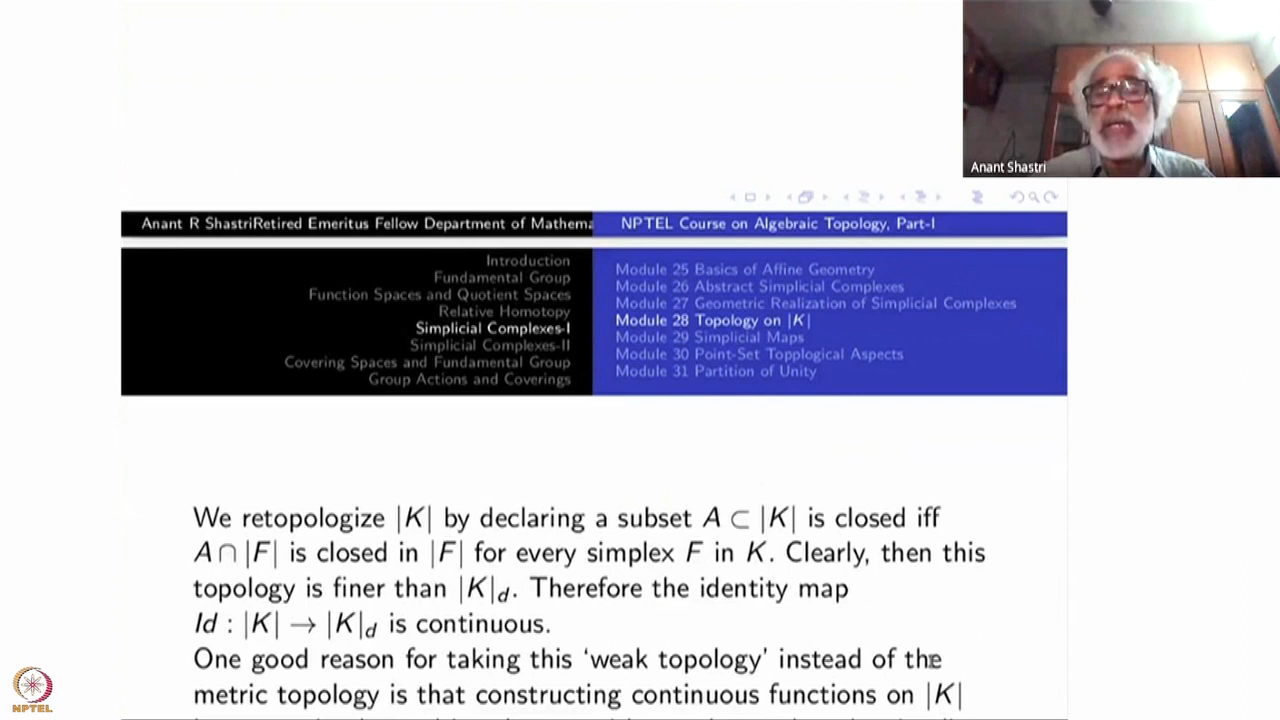 Anant Shastri
Anant R ShastriRetired Emeritus Fellow Department of Mathema
NPTEL Course on Algebraic Topology, Part-I
Introduction
Fundamental Group
Function Spaces and Quotient Spaces
Relative Homotopy
Simplicial Complexes-I
Simplicial Complexes-II
Covering Spaces and Fundamental Group
Group Actions and Coverings
Module 25 Basics of Affine Geometry
Module 26 Abstract Simplicial Complexes
Module 27 Geometric Realization of Simplicial Complexes
Module 28 Topology on |K|
Module 29 Simplicial Maps
Module 30 Point-Set Topplogical Aspects
Module 31 Partition of Unity
We retopologize |K| by declaring a subset A ⊂ |K| is closed iff
A ∩ |F| is closed in |F| for every simplex F in K. Clearly, then this
topology is finer than |K|_d. Therefore the identity map
Id : |K| → |K|_d is continuous.
One good reason for taking this ‘weak topology’ instead of the
metric topology is that constructing continuous functions on |K|
NPTEL